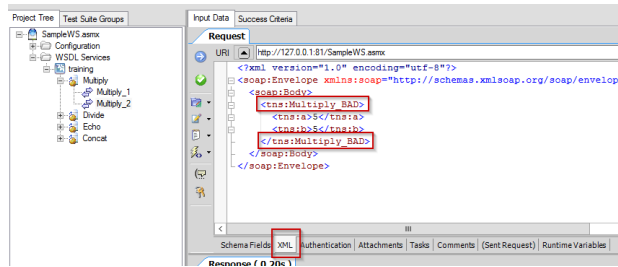 Project Tree Test Suite Groups
SampleWS.asmx
Configuration
WSDL Services
training
Multiply
Multiply_1
Multiply_2
Divide
Echo
Concat
Input Data Success Criteria
Request
URI http://127.0.0.1:81/SampleWS.asmx
<?xml version="1.0" encoding="utf-8"?>
<soap:Envelope xmlns:soap="http://schemas.xmlsoap.org/soap/envelop
<soap:Body>
<tns:Multiply_BAD>
<tns:a>5</tns:a>
<tns:b>5</tns:b>
</tns:Multiply_BAD>
</soap:Body>
</soap:Envelope>
Schema Fields XML Authentication Attachments Tasks Comments (Sent Request) Runtime Variables
Response ( 0.20s )